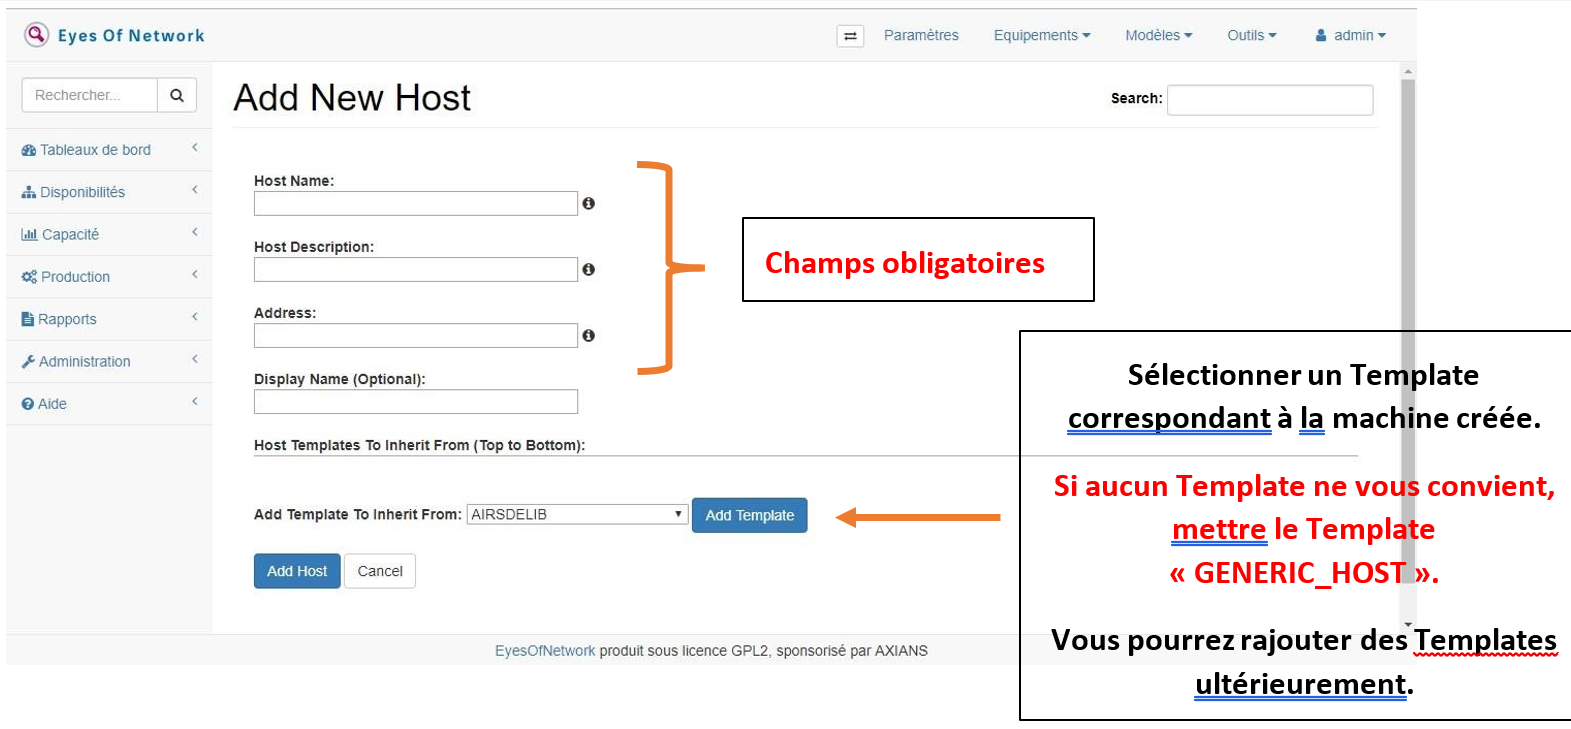 Eyes Of Network
Paramètres
Equipements
Modèles
Outils
admin
Rechercher...
Add New Host
Search:
Tableaux de bord
Disponibilités
Capacité
Production
Rapports
Administration
Aide
Host Name:
Host Description:
Address:
Display Name (Optional):
Host Templates To Inherit From (Top to Bottom):
Add Template To Inherit From: AIRSDELIB Add Template
Add Host Cancel
Champs obligatoires
Sélectionner un Template
correspondant à la machine créée.
Si aucun Template ne vous convient,
mettre le Template
« GENERIC_HOST ».
Vous pourrez rajouter des Templates
ultérieurement.
EyesOfNetwork produit sous licence GPL2, sponsorisé par AXIANS